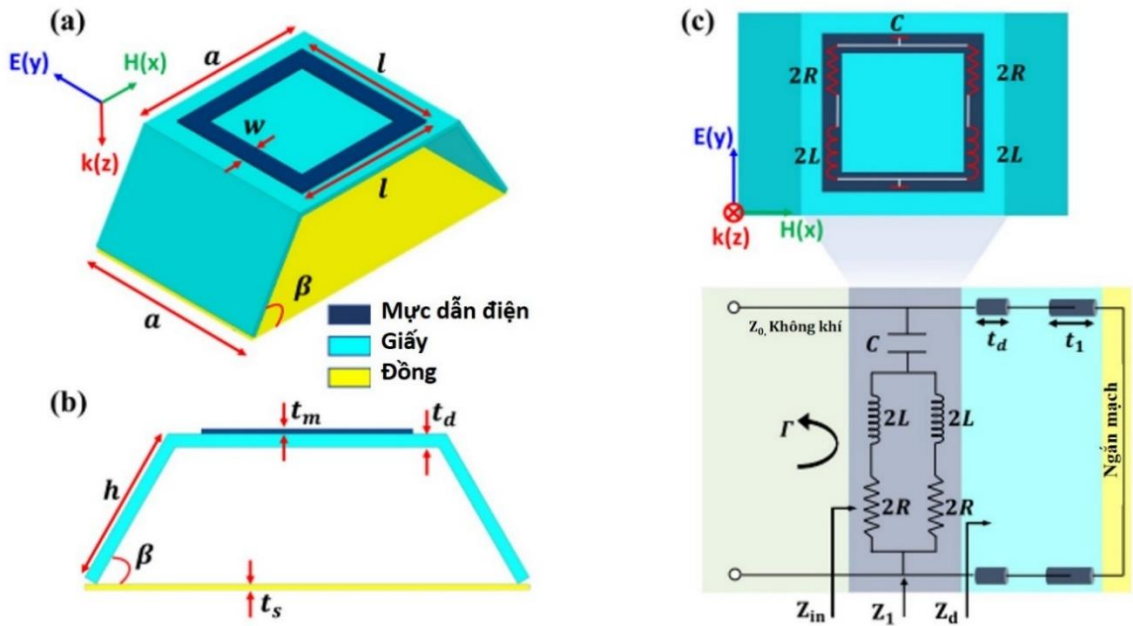 (a)
E(y)
H(x)
k(z)
a
l
w
l
β
a
Mực dẫn điện
Giấy
Đồng
(b)
t_m
t_d
h
β
t_s
(c)
C
2R
2R
2L
2L
E(y)
k(z)
H(x)
Z₀, Không khí
C
t_d
t_1
2L
2L
Γ
2R
2R
Ngắn mạch
Z_in
Z_1
Z_d